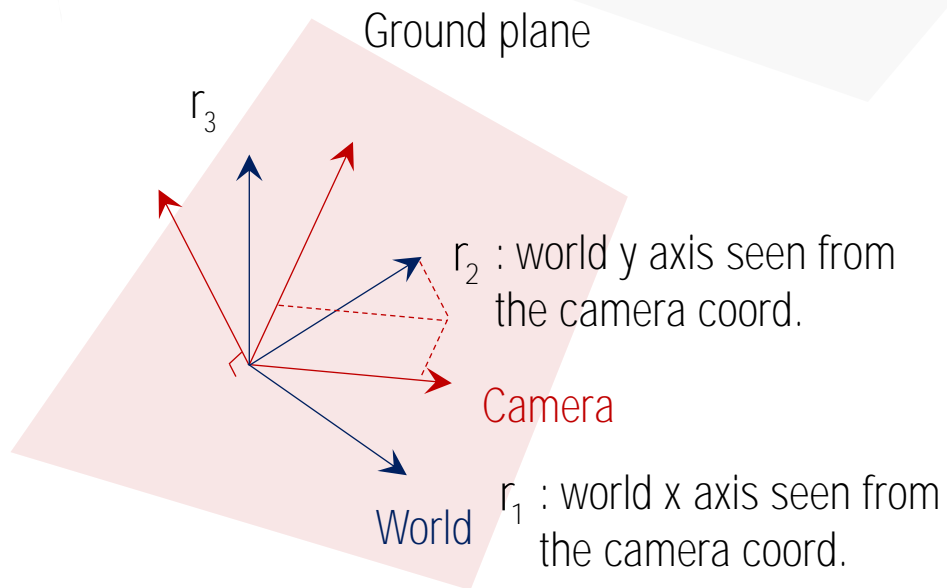 Ground plane
r3
r2 : world y axis seen from
the camera coord.
Camera
World
r1 : world x axis seen from
the camera coord.